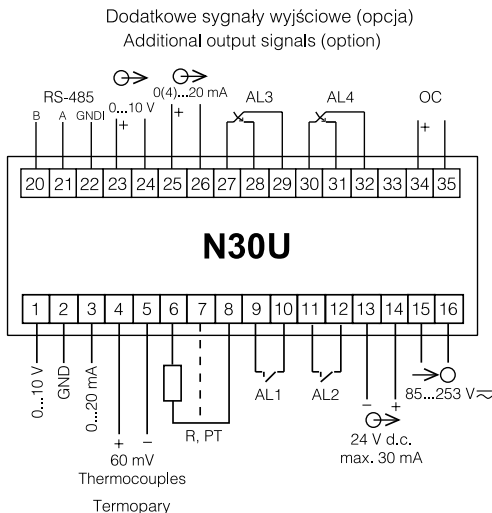 Dodatkowe sygnały wyjściowe (opcja)
Additional output signals (option)
RS-485
B A GNDI
0...10 V
+
0(4)...20 mA
+
AL3
AL4
OC
+
20 21 22 23 24 25 26 27 28 29 30 31 32 33 34 35
N30U
1 2 3 4 5 6 7 8 9 10 11 12 13 14 15 16
0...10 V
GND
0...20 mA
+ −
60 mV
Thermocouples
Termopary
R, PT
AL1
AL2
− +
24 V d.c.
max. 30 mA
85...253 V